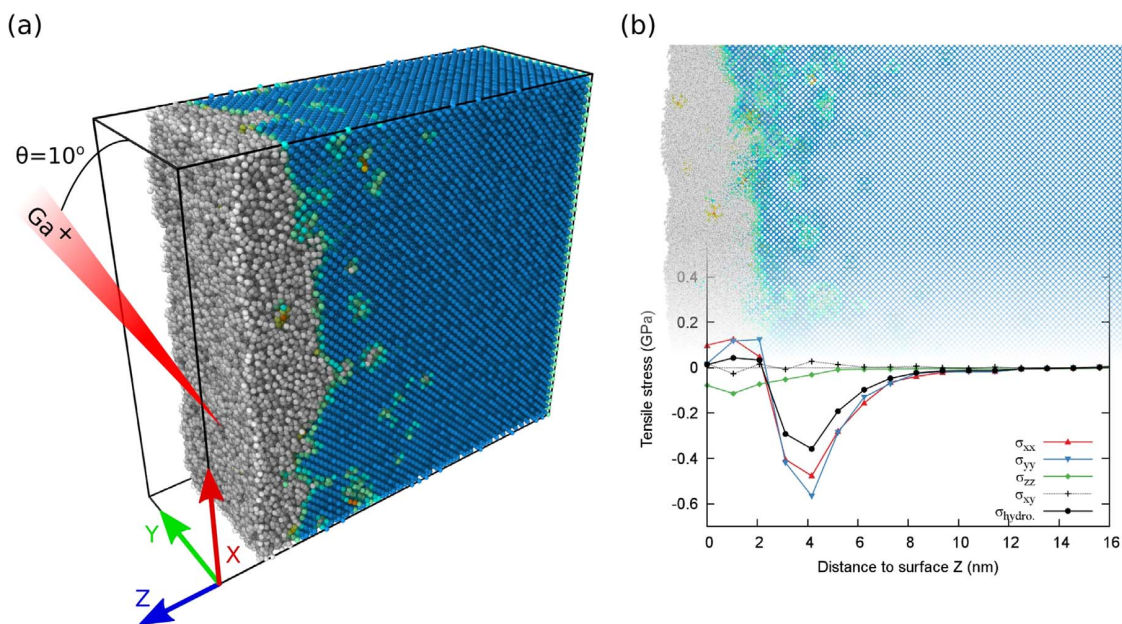 (a)
θ=10°
Ga +
X
Y
Z
(b)
Tensile stress (GPa)
0.4
0.2
0
-0.2
-0.4
-0.6
σxx
σyy
σzz
σxy
σhydro.
0 2 4 6 8 10 12 14 16
Distance to surface Z (nm)